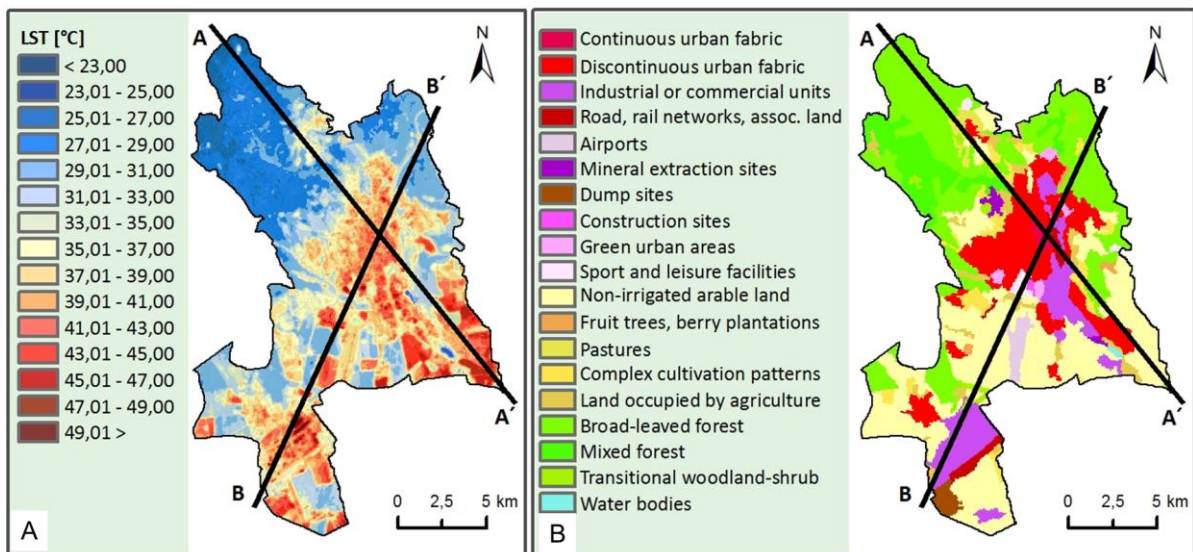 LST [°C]
< 23,00
23,01 - 25,00
25,01 - 27,00
27,01 - 29,00
29,01 - 31,00
31,01 - 33,00
33,01 - 35,00
35,01 - 37,00
37,01 - 39,00
39,01 - 41,00
41,01 - 43,00
43,01 - 45,00
45,01 - 47,00
47,01 - 49,00
49,01 >
A
A
N
B´
A´
B
0 2 5 km
Continuous urban fabric
Discontinuous urban fabric
Industrial or commercial units
Road, rail networks, assoc. land
Airports
Mineral extraction sites
Dump sites
Construction sites
Green urban areas
Sport and leisure facilities
Non-irrigated arable land
Fruit trees, berry plantations
Pastures
Complex cultivation patterns
Land occupied by agriculture
Broad-leaved forest
Mixed forest
Transitional woodland-shrub
Water bodies
B
A
N
B´
A´
B
0 2 5 km